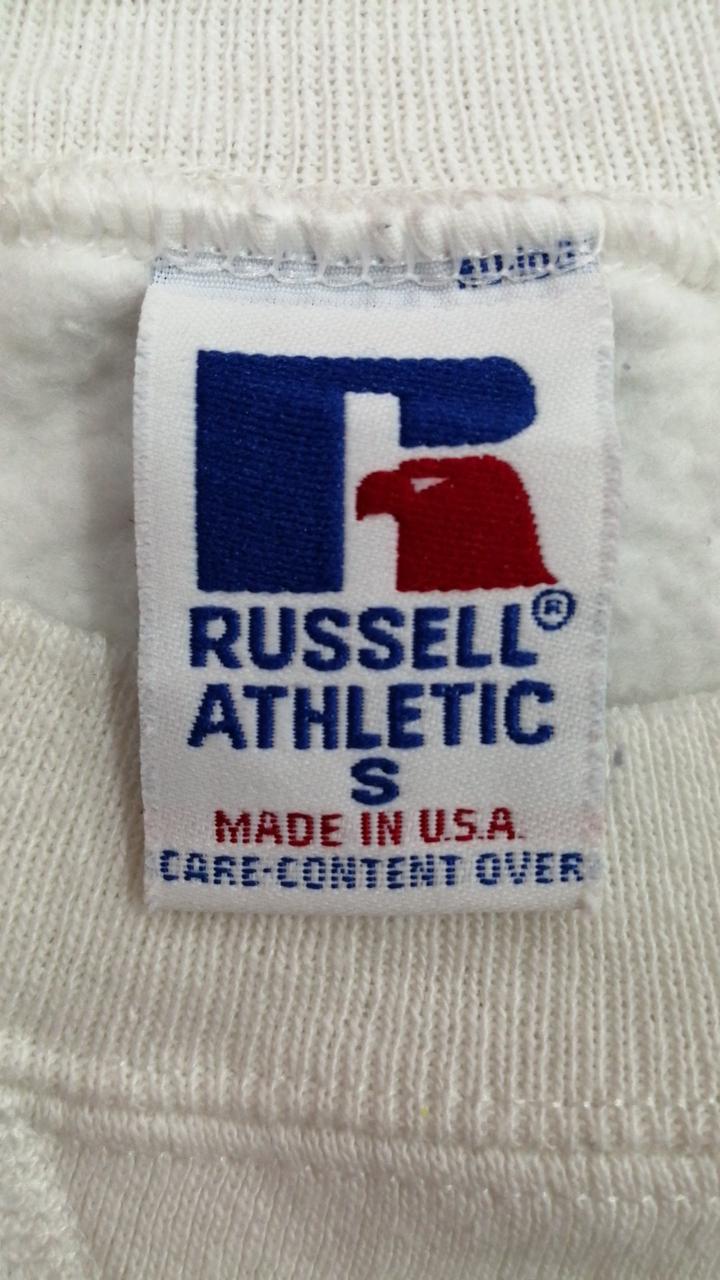 RUSSELL®
ATHLETIC
S
MADE IN U.S.A.
CARE-CONTENT OVER